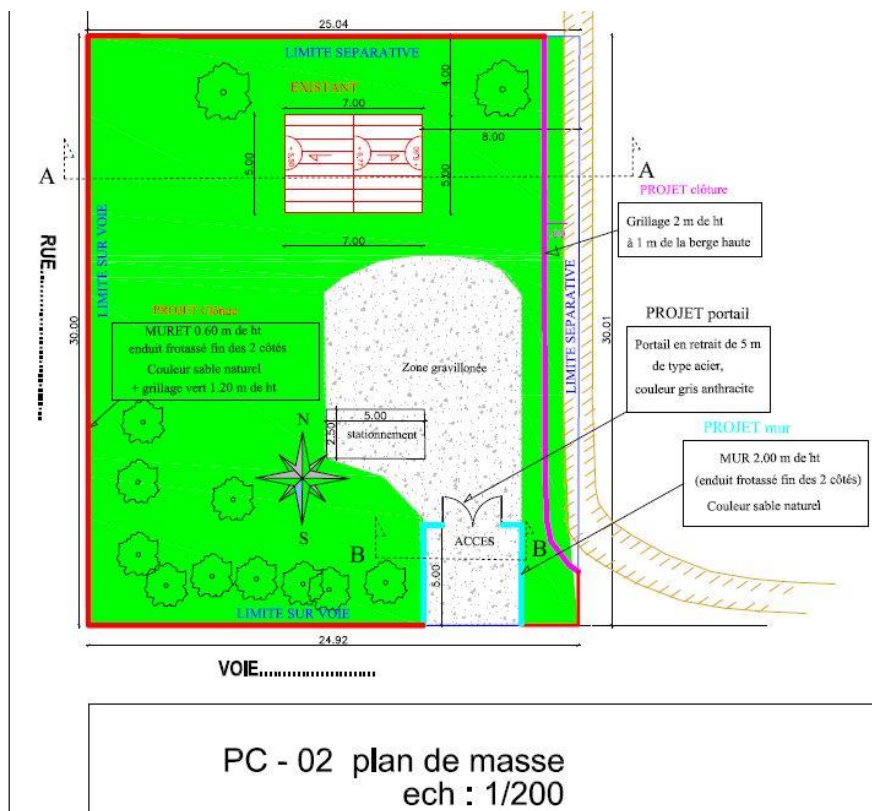 25.04
LIMITE SEPARATIVE
EXISTANT
7.00
4.00
8.00
5.00
5.00
A
A
7.00
PROJET clôture
Grillage 2 m de ht
à 1 m de la berge haute
LIMITE SUR VOIE
RUE
30.00
LIMITE SEPARATIVE
30.01
PROJET Clôture
MURET 0.60 m de ht
enduit frotassé fin des 2 côtés
Couleur sable naturel
+ grillage vert 1.20 m de ht
Zone gravillonée
PROJET portail
Portail en retrait de 5 m
de type acier,
couleur gris anthracite
5.00
2.50
stationnement
N
S
PROJET mur
MUR 2.00 m de ht
(enduit frotassé fin des 2 côtés)
Couleur sable naturel
ACCES
B
B
5.00
LIMITE SUR VOIE
24.92
VOIE........................
PC - 02 plan de masse
ech : 1/200